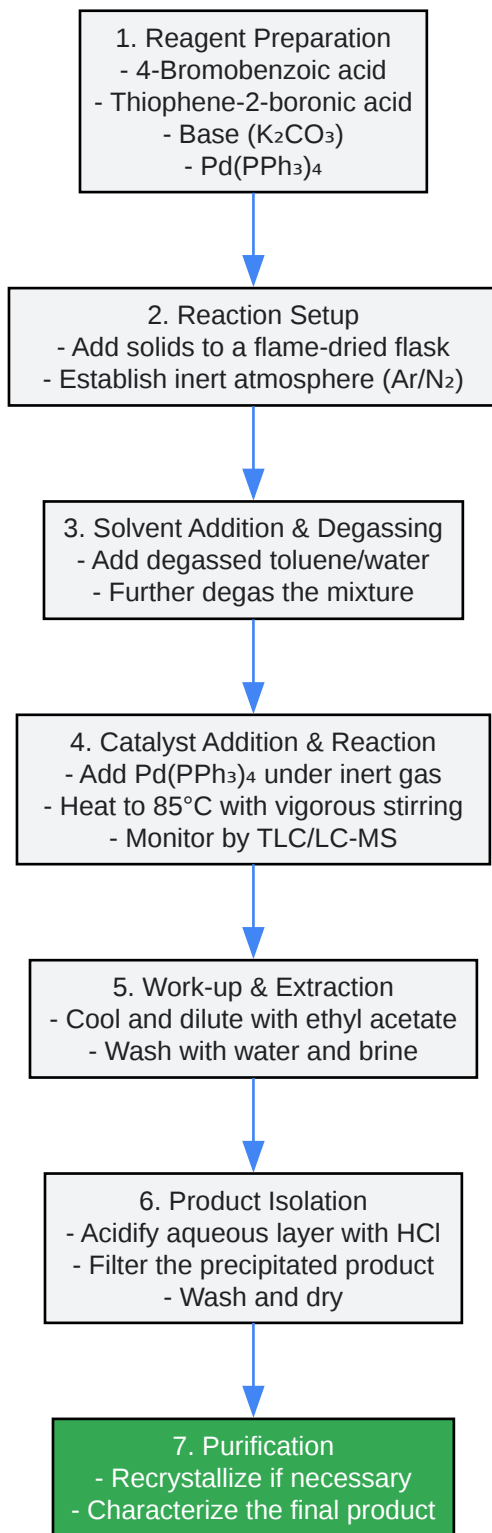 1. Reagent Preparation
- 4-Bromobenzoic acid
- Thiophene-2-boronic acid
- Base (K₂CO₃)
- Pd(PPh₃)₄
2. Reaction Setup
- Add solids to a flame-dried flask
- Establish inert atmosphere (Ar/N₂)
3. Solvent Addition & Degassing
- Add degassed toluene/water
- Further degas the mixture
4. Catalyst Addition & Reaction
- Add Pd(PPh₃)₄ under inert gas
- Heat to 85°C with vigorous stirring
- Monitor by TLC/LC-MS
5. Work-up & Extraction
- Cool and dilute with ethyl acetate
- Wash with water and brine
6. Product Isolation
- Acidify aqueous layer with HCl
- Filter the precipitated product
- Wash and dry
7. Purification
- Recrystallize if necessary
- Characterize the final product